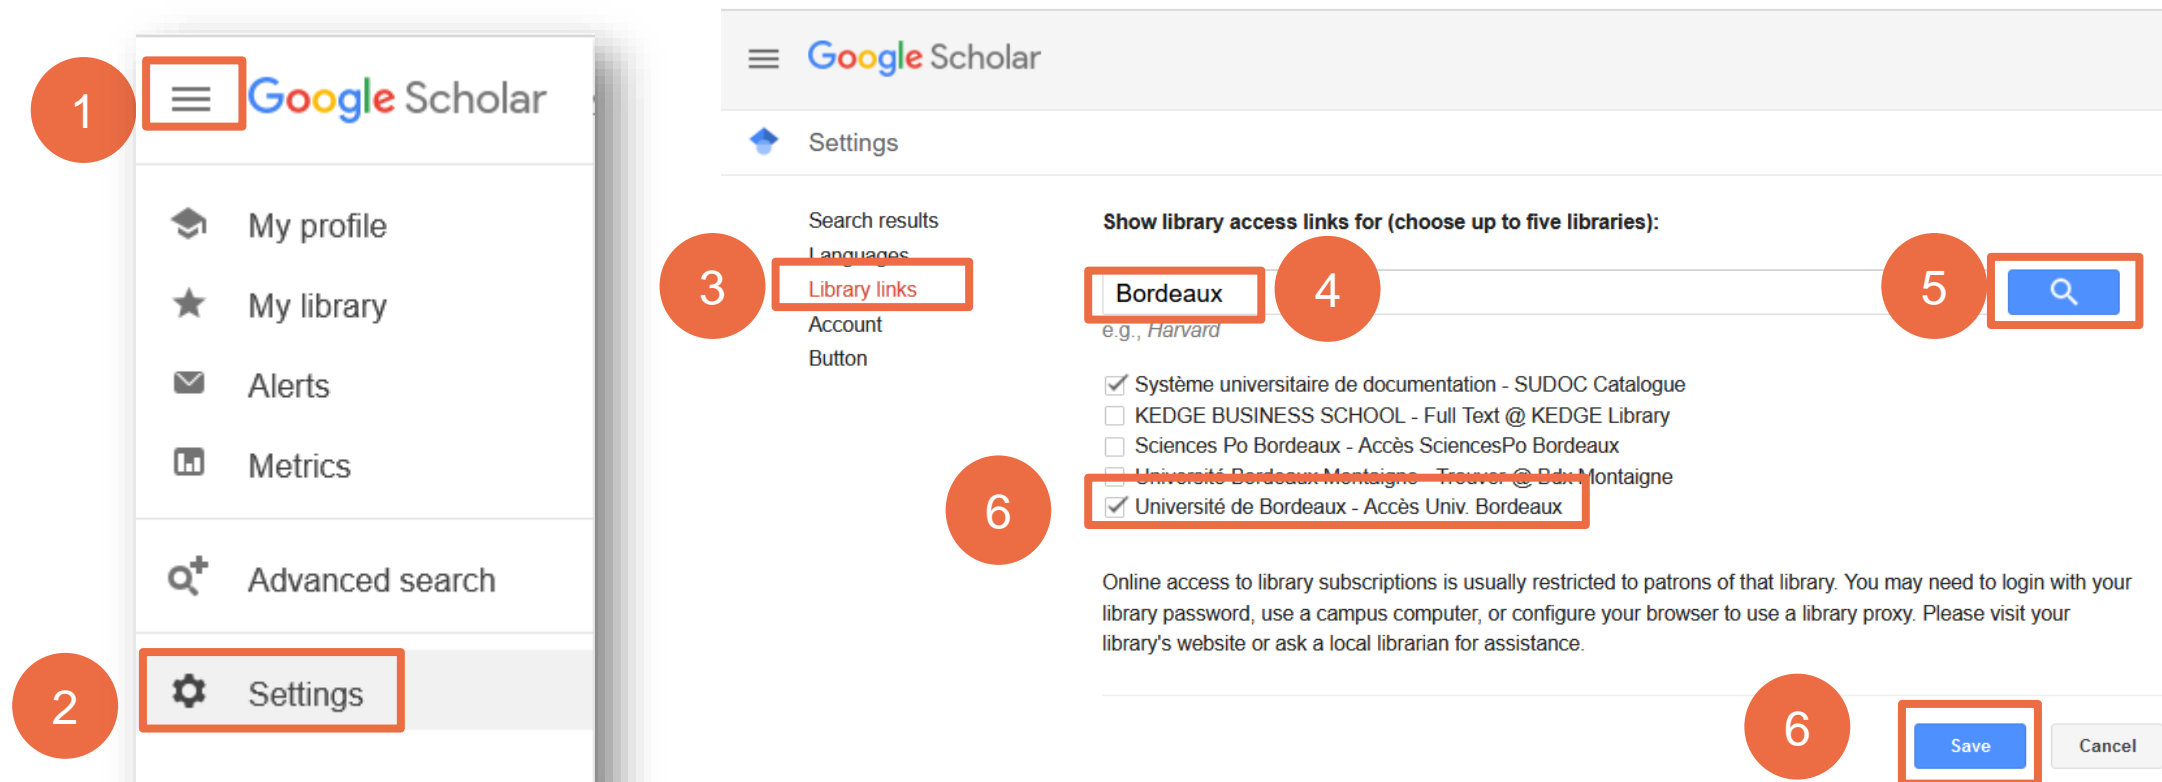 1
Google Scholar
My profile
My library
Alerts
Metrics
Advanced search
2
Settings
Google Scholar
Settings
Search results
Languages
3
Library links
Account
Button
Show library access links for (choose up to five libraries):
Bordeaux
4
5
e.g., Harvard
Système universitaire de documentation - SUDOC Catalogue
KEDGE BUSINESS SCHOOL - Full Text @ KEDGE Library
Sciences Po Bordeaux - Accès SciencesPo Bordeaux
Université Bordeaux Montaigne - Trouver @ Bdx Montaigne
6
Université de Bordeaux - Accès Univ. Bordeaux
Online access to library subscriptions is usually restricted to patrons of that library. You may need to login with your
library password, use a campus computer, or configure your browser to use a library proxy. Please visit your
library's website or ask a local librarian for assistance.
6
Save
Cancel